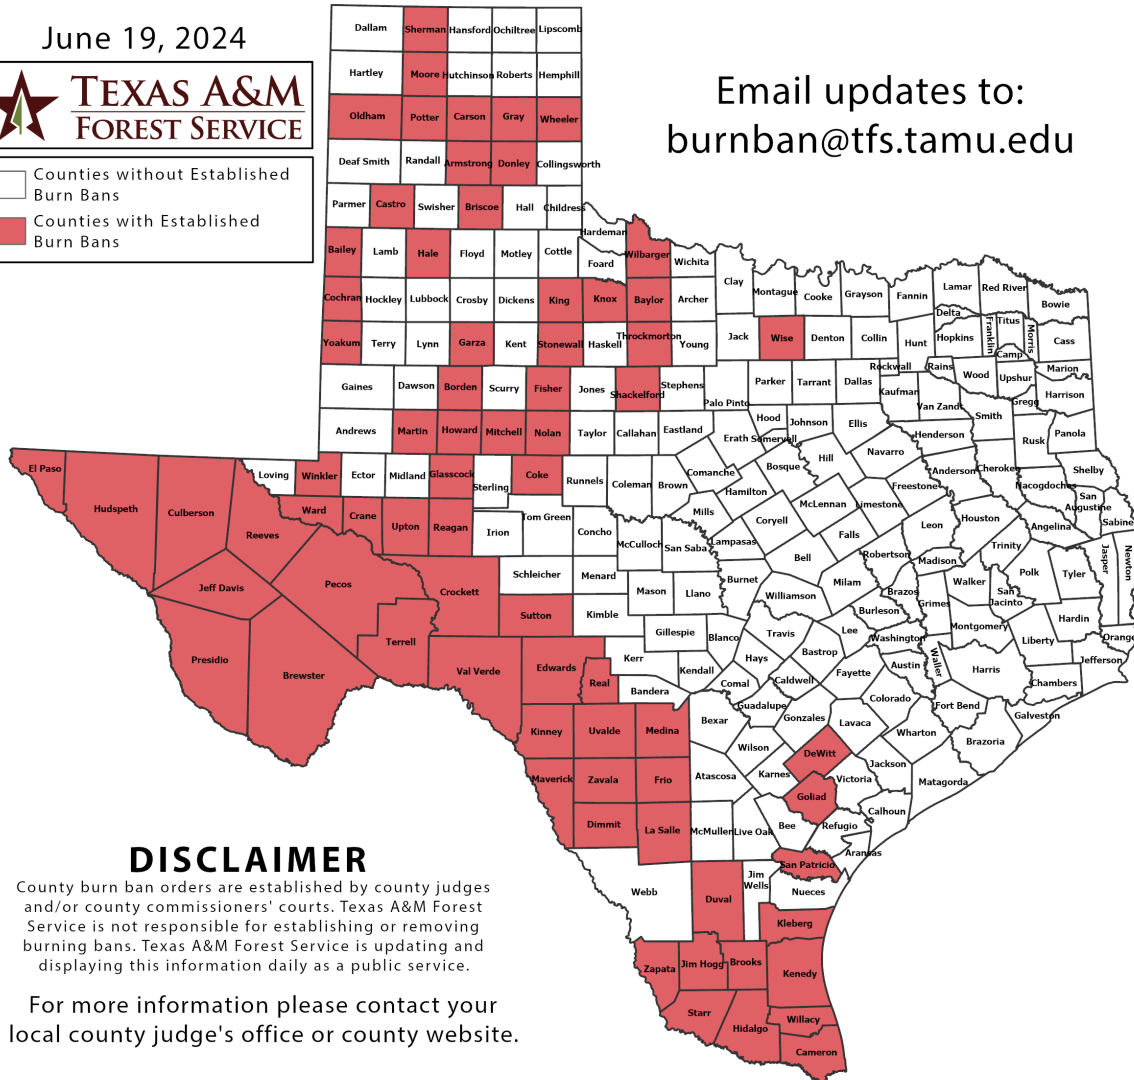 June 19, 2024
TEXAS A&M
FOREST SERVICE
Counties without Established
Burn Bans
Counties with Established
Burn Bans
Email updates to:
burnban@tfs.tamu.edu
Dallam Sherman Hansford Ochiltree Lipscomb
Hartley Moore Hutchinson Roberts Hemphill
Oldham Potter Carson Gray Wheeler
Deaf Smith Randall Armstrong Donley Collingsworth
Parmer Castro Swisher Briscoe Hall Childress
Hardeman
Bailey Lamb Hale Floyd Motley Cottle Foard Wilbarger Wichita
Clay Montague Cooke Grayson Fannin Lamar Red River Bowie
Cochran Hockley Lubbock Crosby Dickens King Knox Baylor Archer
Delta Franklin Titus Morris Cass
Yoakum Terry Lynn Garza Kent Stonewall Haskell Throckmorton Young Jack Wise Denton Collin Hunt Hopkins
Camp Marion
Rockwall Rains Wood Upshur Harrison
Gaines Dawson Borden Scurry Fisher Jones Shackelford Stephens Palo Pinto Parker Tarrant Dallas Kaufman Van Zandt Gregg
Smith
Andrews Martin Howard Mitchell Nolan Taylor Callahan Eastland Erath Somervell Hood Johnson Ellis Henderson Rusk Panola
El Paso Loving Winkler Ector Midland Glasscock Sterling Coke Runnels Coleman Brown Comanche Bosque Hill Navarro Anderson Cherokee Nacogdoches Shelby
Hamilton Freestone San
Augustine
Hudspeth Culberson Reeves Ward Crane Upton Reagan Irion Tom Green Concho McCulloch San Saba Mills Lampasas Coryell McLennan Limestone Falls Leon Houston Angelina Sabine
Trinity
Jeff Davis Pecos Crockett Schleicher Menard Mason Llano Burnet Bell Williamson Milam Robertson Brazos Madison Walker Polk Tyler Jasper Newton
San
Jacinto
Presidio Brewster Terrell Val Verde Sutton Kimble Gillespie Blanco Travis Lee Burleson Grimes Montgomery Liberty Hardin Orange
Washington Waller
Edwards Real Kerr Kendall Hays Bastrop Fayette Austin Harris Chambers Jefferson
Bandera Comal Caldwell
Guadalupe Colorado Fort Bend Galveston
Kinney Uvalde Medina Bexar Gonzales Lavaca Wharton Brazoria
Wilson DeWitt Jackson
Maverick Zavala Frio Atascosa Karnes Victoria Matagorda
Goliad Calhoun
Dimmit La Salle McMullen Live Oak Bee Refugio
Aransas
Webb Duval Jim
Wells San Patricio
Nueces
Kleberg
Zapata Jim Hogg Brooks Kenedy
Starr Hidalgo Willacy
Cameron
DISCLAIMER
County burn ban orders are established by county judges
and/or county commissioners' courts. Texas A&M Forest
Service is not responsible for establishing or removing
burning bans. Texas A&M Forest Service is updating and
displaying this information daily as a public service.
For more information please contact your
local county judge's office or county website.